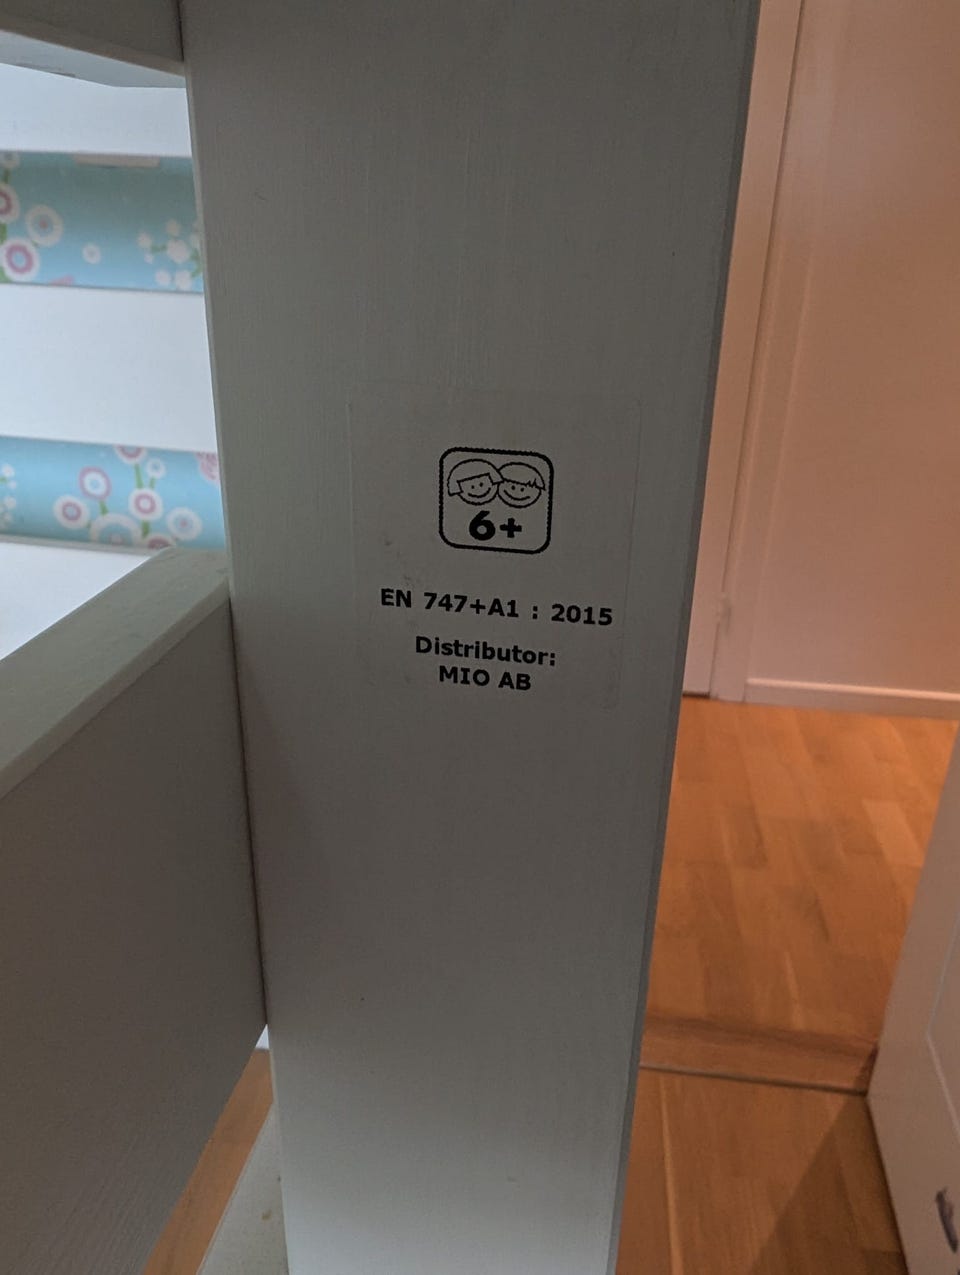 6+
EN 747+A1 : 2015
Distributor:
MIO AB